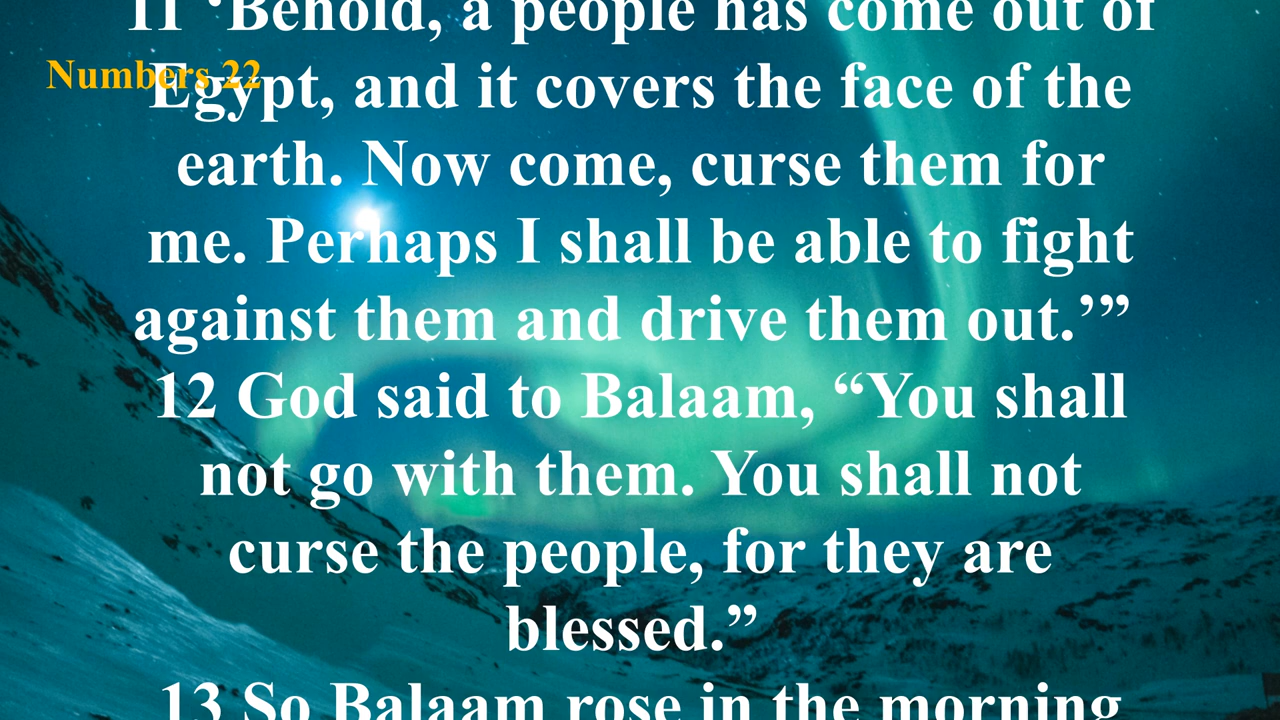 11 ‘Behold, a people has come out of
Numbers 22
Egypt, and it covers the face of the
earth. Now come, curse them for
me. Perhaps I shall be able to fight
against them and drive them out.’”
12 God said to Balaam, “You shall
not go with them. You shall not
curse the people, for they are
blessed.”
13 So Balaam rose in the morning